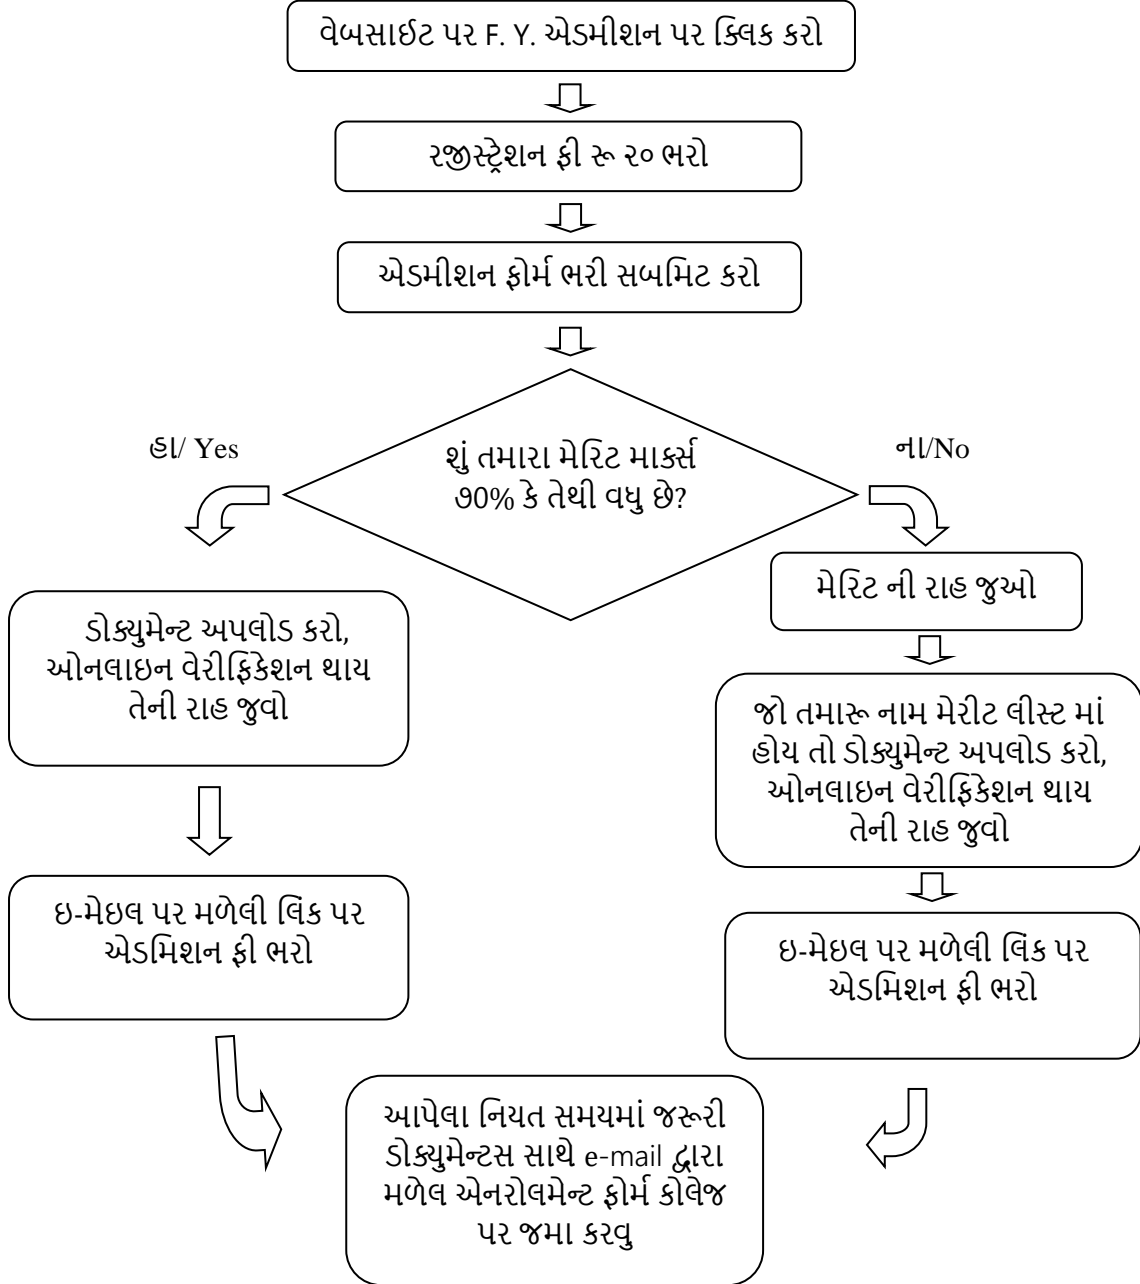 વેબસાઈટ પર F. Y. એડમીશન પર ક્લિક કરો
રજીસ્ટ્રેશન ફી રૂ ૨૦ ભરો
એડમીશન ફોર્મ ભરી સબમિટ કરો
હા/ Yes
શું તમારા મેરિટ માર્ક્સ
૭0% કે તેથી વધુ છે?
ના/No
ડોક્યુમેન્ટ અપલોડ કરો,
ઓનલાઇન વેરીફિકેશન થાય
તેની રાહ જુવો
ઇ-મેઇલ પર મળેલી લિંક પર
એડમિશન ફી ભરો
મેરિટ ની રાહ જુઓ
જો તમારૂ નામ મેરીટ લીસ્ટ માં
હોય તો ડોક્યુમેન્ટ અપલોડ કરો,
ઓનલાઇન વેરીફિકેશન થાય
તેની રાહ જુવો
ઇ-મેઇલ પર મળેલી લિંક પર
એડમિશન ફી ભરો
આપેલા નિયત સમયમાં જરૂરી
ડોક્યુમેન્ટસ સાથે e-mail દ્વારા
મળેલ એનરોલમેન્ટ ફોર્મ કોલેજ
પર જમા કરવુ